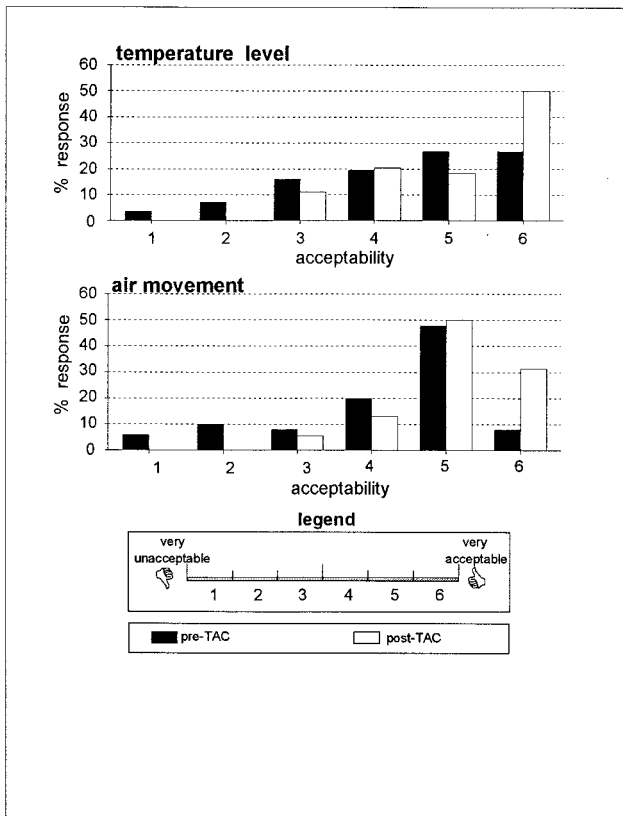 temperature level
60
50
40
30
20
10
0
% response
1 2 3 4 5 6
acceptability
air movement
60
50
40
30
20
10
0
% response
1 2 3 4 5 6
acceptability
legend
very very
unacceptable acceptable
1 2 3 4 5 6
pre-TAC post-TAC